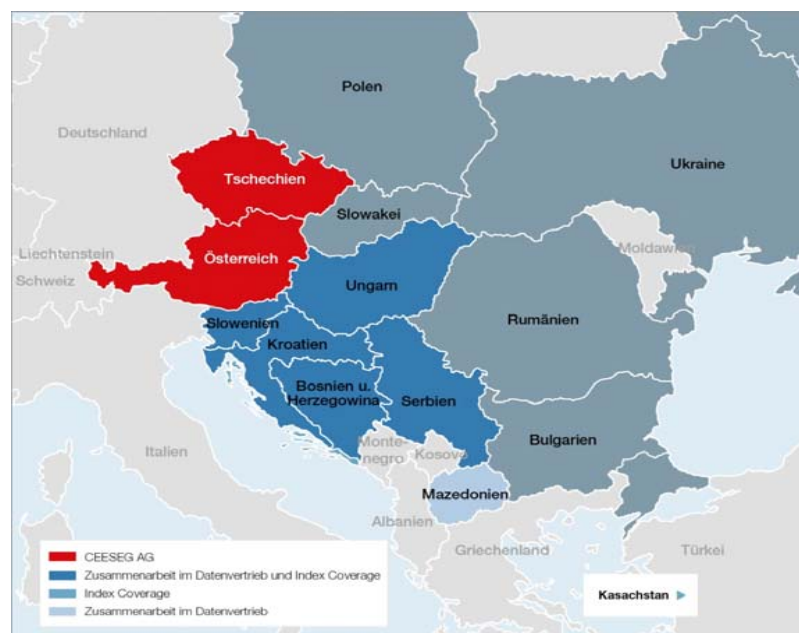 Polen
Deutschland
Ukraine
Tschechien
Slowakei
Moldawien
Liechtenstein
Österreich
Schweiz
Ungarn
Rumänien
Slowenien
Kroatien
Bosnien u.
Herzegowina
Serbien
Bulgarien
Italien
Monte-
negro
Kosovo
Mazedonien
Albanien
Griechenland
Türkei
CEESEG AG
Zusammenarbeit im Datenvertrieb und Index Coverage
Index Coverage
Zusammenarbeit im Datenvertrieb
Kasachstan